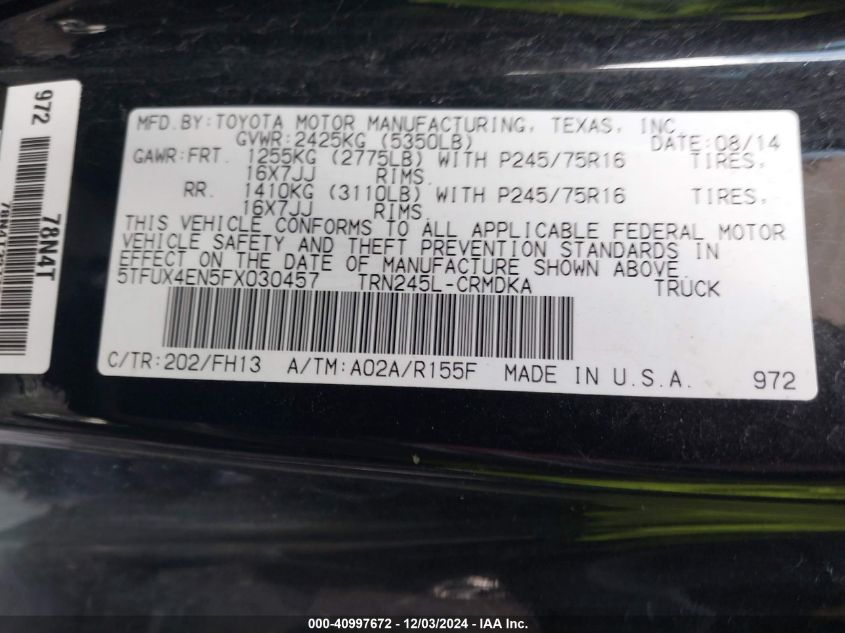 MFD.BY:TOYOTA MOTOR MANUFACTURING, TEXAS, INC.
GVWR:2425KG (5350LB) DATE:08/14
GAWR:FRT. 1255KG (2775LB) WITH P245/75R16 TIRES,
16X7JJ RIMS.
RR. 1410KG (3110LB) WITH P245/75R16 TIRES,
16X7JJ RIMS.
THIS VEHICLE CONFORMS TO ALL APPLICABLE FEDERAL MOTOR
VEHICLE SAFETY AND THEFT PREVENTION STANDARDS IN
EFFECT ON THE DATE OF MANUFACTURE SHOWN ABOVE.
5TFUX4EN5FX030457 TRN245L-CRMDKA TRUCK
C/TR:202/FH13 A/TM:A02A/R155F MADE IN U.S.A. 972
972
78N4T
000-40997672 - 12/03/2024 - IAAI Inc.